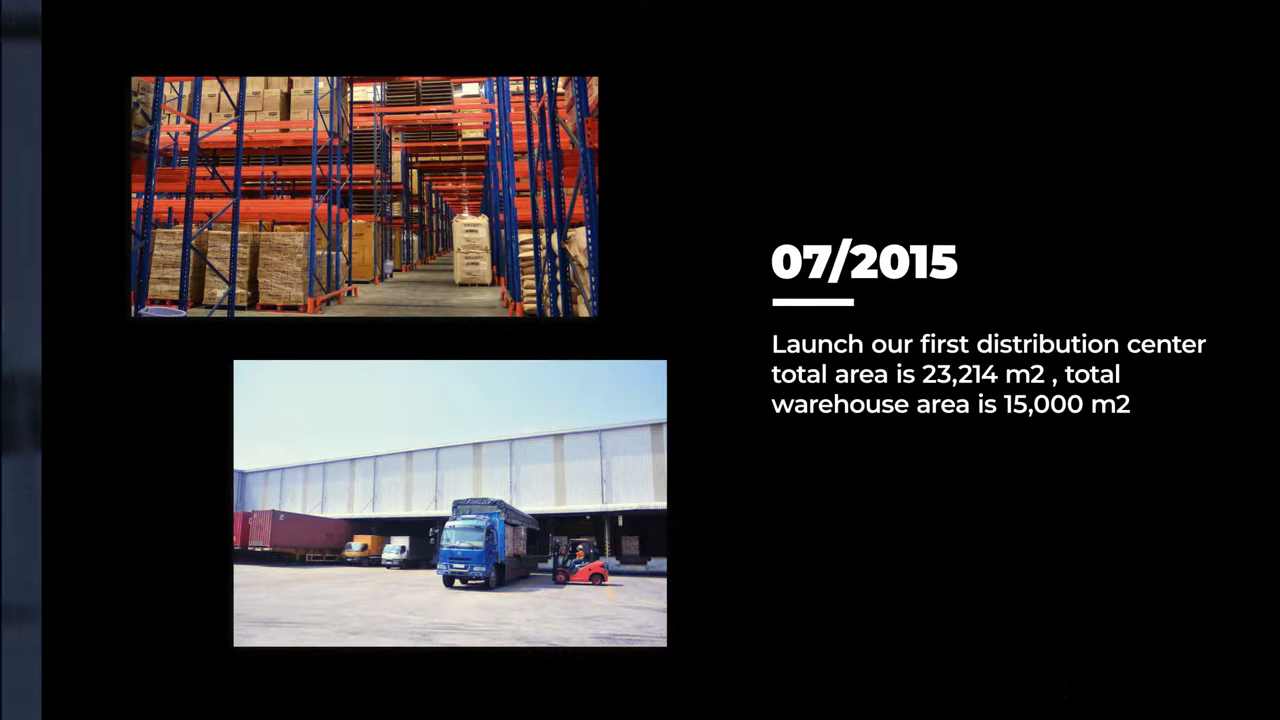 07/2015
Launch our first distribution center
total area is 23,214 m2 , total
warehouse area is 15,000 m2